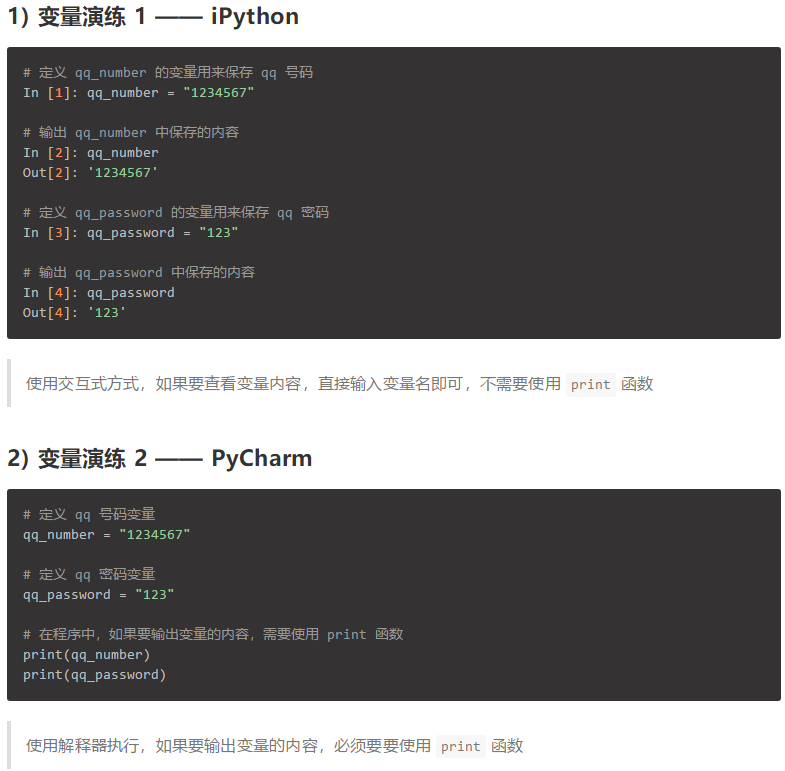 1) 变量演练 1 —— iPython
# 定义 qq_number 的变量用来保存 qq 号码
In [1]: qq_number = "1234567"
# 输出 qq_number 中保存的内容
In [2]: qq_number
Out[2]: '1234567'
# 定义 qq_password 的变量用来保存 qq 密码
In [3]: qq_password = "123"
# 输出 qq_password 中保存的内容
In [4]: qq_password
Out[4]: '123'
使用交互式方式，如果要查看变量内容，直接输入变量名即可，不需要使用 print 函数
2) 变量演练 2 —— PyCharm
# 定义 qq 号码变量
qq_number = "1234567"
# 定义 qq 密码变量
qq_password = "123"
# 在程序中，如果要输出变量的内容，需要使用 print 函数
print(qq_number)
print(qq_password)
使用解释器执行，如果要输出变量的内容，必须要要使用 print 函数